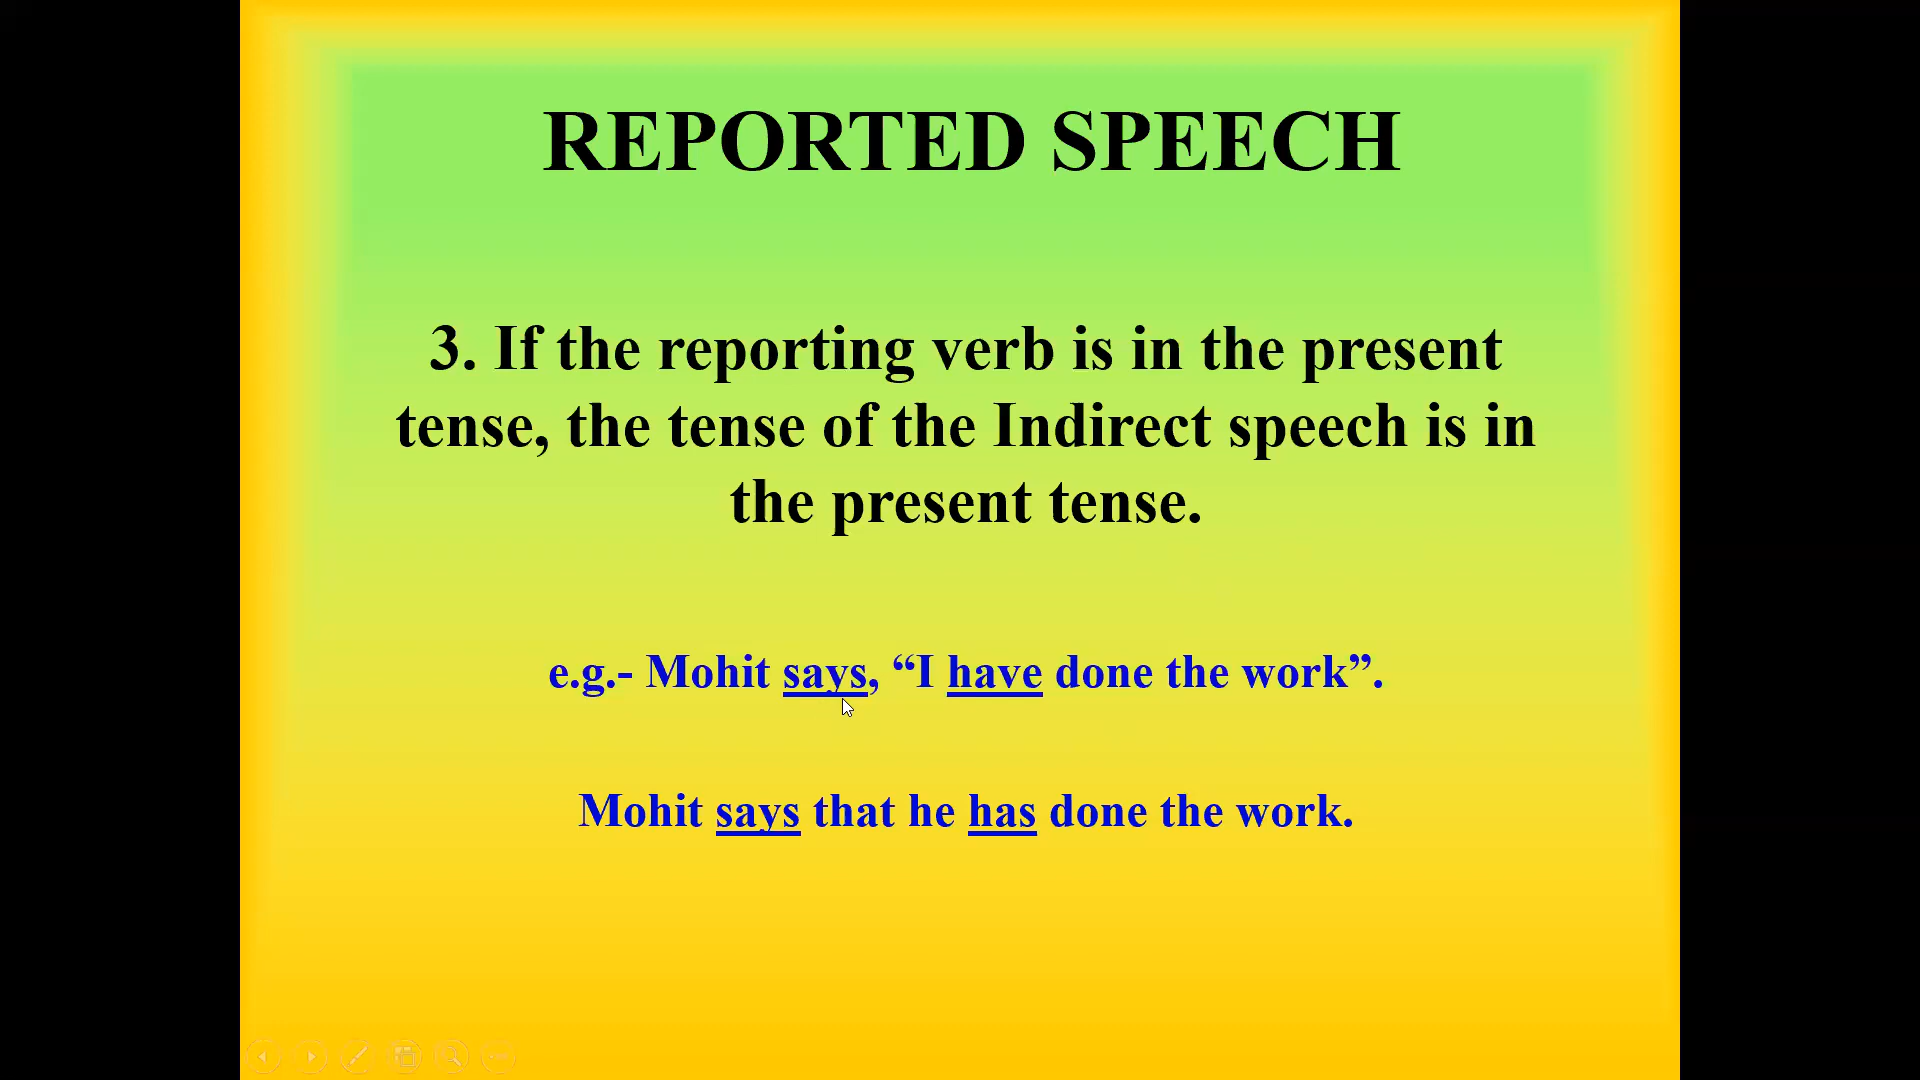 REPORTED SPEECH
3. If the reporting verb is in the present
tense, the tense of the Indirect speech is in
the present tense.
e.g.- Mohit says, “I have done the work”.
Mohit says that he has done the work.